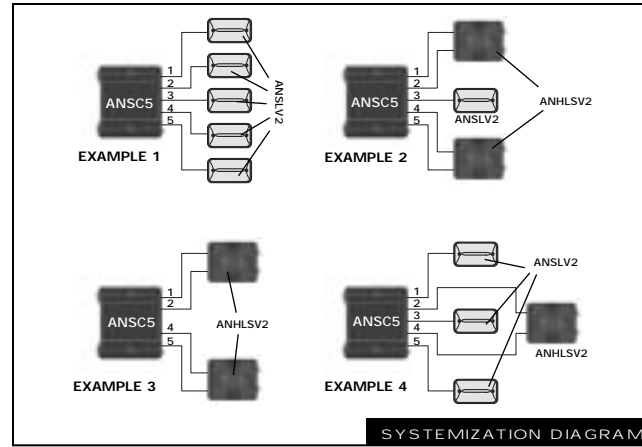 ANSC5
1
2
3
4
5
ANSLV2
EXAMPLE 1
ANSC5
1
2
3
4
5
ANSLV2
ANHLSV2
EXAMPLE 2
ANSC5
1
2
4
5
ANHLSV2
EXAMPLE 3
ANSC5
1
2
3
4
5
ANSLV2
ANHLSV2
EXAMPLE 4
SYSTEMIZATION DIAGRAM